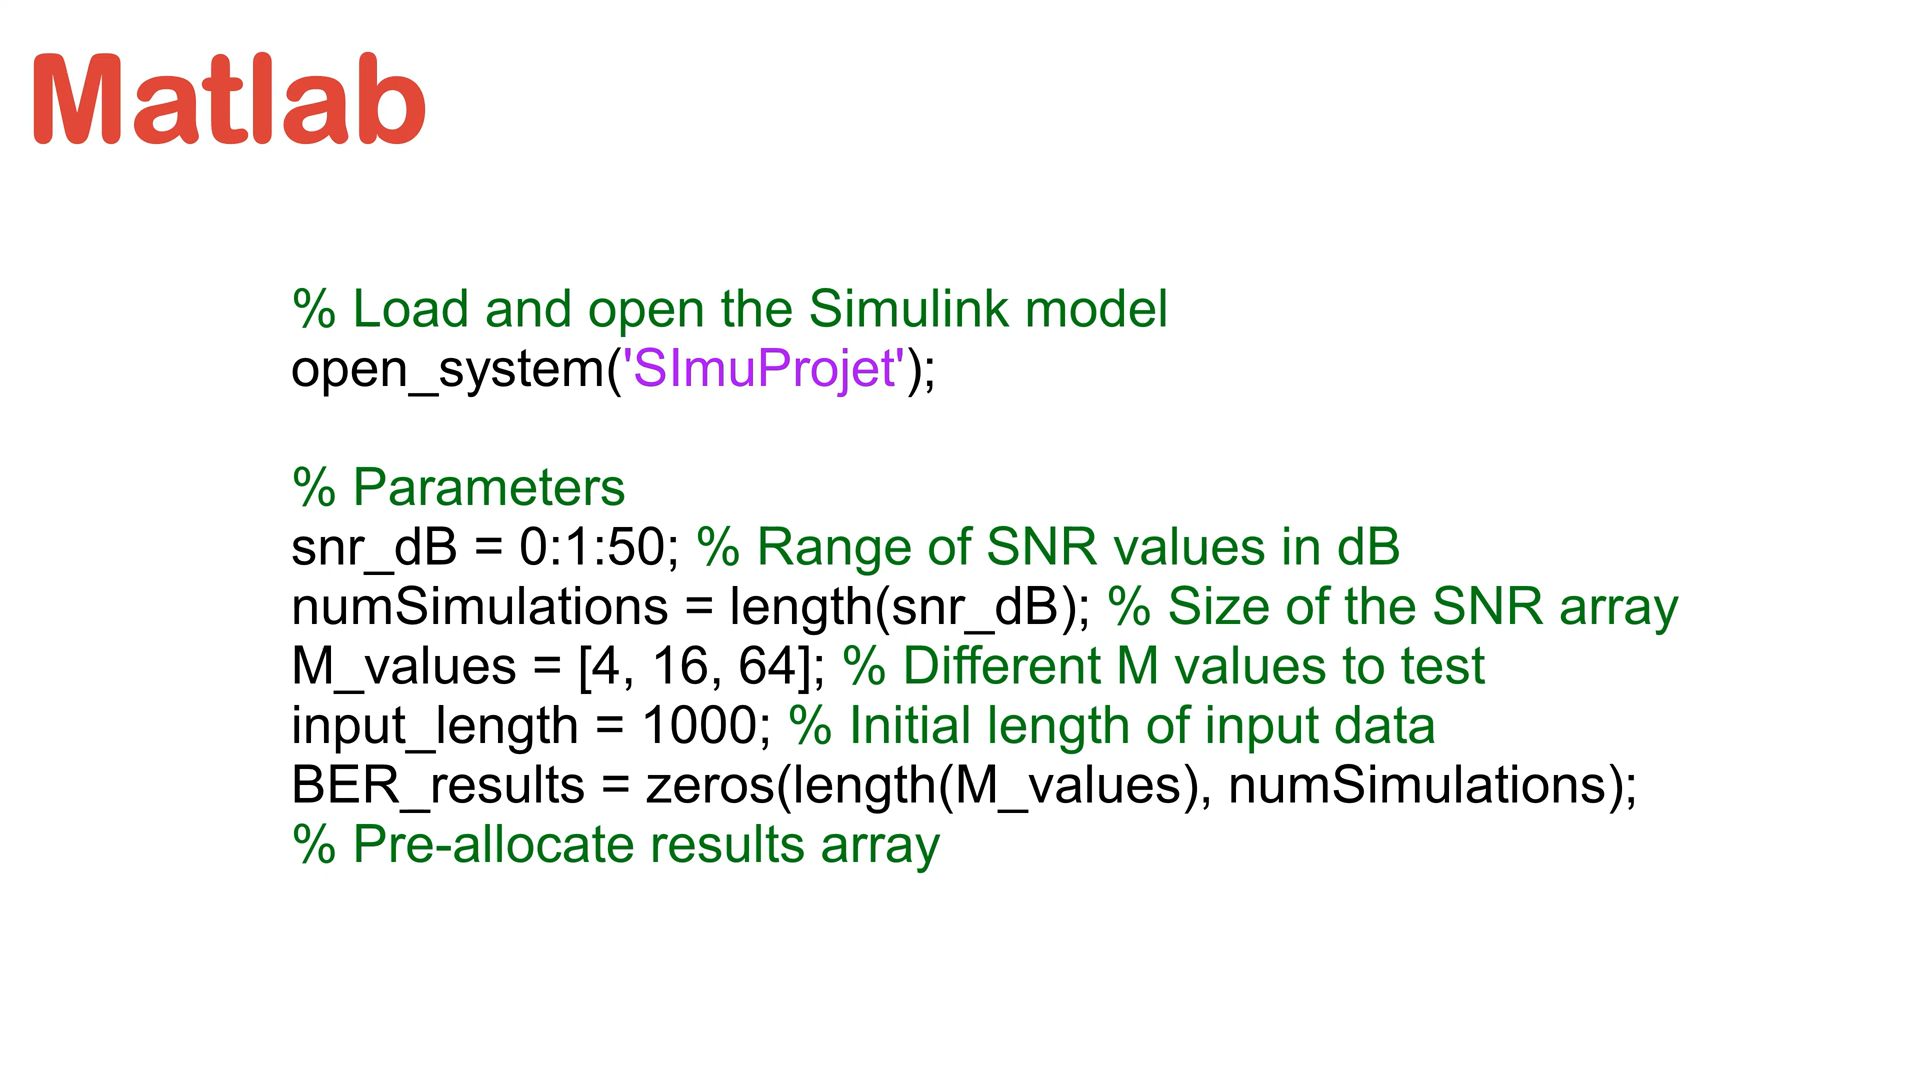 Matlab
% Load and open the Simulink model
open_system('SImuProjet');
% Parameters
snr_dB = 0:1:50; % Range of SNR values in dB
numSimulations = length(snr_dB); % Size of the SNR array
M_values = [4, 16, 64]; % Different M values to test
input_length = 1000; % Initial length of input data
BER_results = zeros(length(M_values), numSimulations);
% Pre-allocate results array